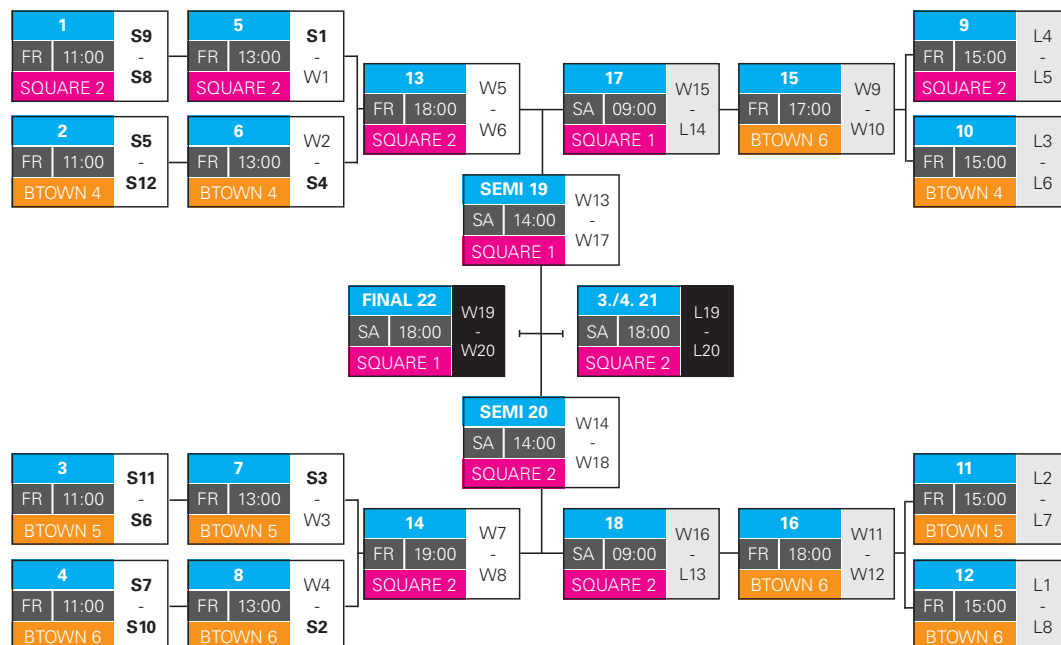 1
S9
FR 11:00
-
SQUARE 2
S8
5
S1
FR 13:00
-
SQUARE 2
W1
13
W5
FR 18:00
-
SQUARE 2
W6
17
W15
SA 09:00
-
SQUARE 1
L14
15
W9
FR 17:00
-
BTOWN 6
W10
9
L4
FR 15:00
-
SQUARE 2
L5
2
S5
FR 11:00
-
BTOWN 4
S12
6
W2
FR 13:00
-
BTOWN 4
S4
10
L3
FR 15:00
-
BTOWN 4
L6
SEMI 19
W13
SA 14:00
-
SQUARE 1
W17
FINAL 22
W19
SA 18:00
-
SQUARE 1
W20
3./4. 21
L19
SA 18:00
-
SQUARE 2
L20
SEMI 20
W14
SA 14:00
-
SQUARE 2
W18
3
S11
FR 11:00
-
BTOWN 5
S6
7
S3
FR 13:00
-
BTOWN 5
W3
14
W7
FR 19:00
-
SQUARE 2
W8
18
W16
SA 09:00
-
SQUARE 2
L13
16
W11
FR 18:00
-
BTOWN 6
W12
11
L2
FR 15:00
-
BTOWN 5
L7
4
S7
FR 11:00
-
BTOWN 6
S10
8
W4
FR 13:00
-
BTOWN 6
S2
12
L1
FR 15:00
-
BTOWN 6
L8